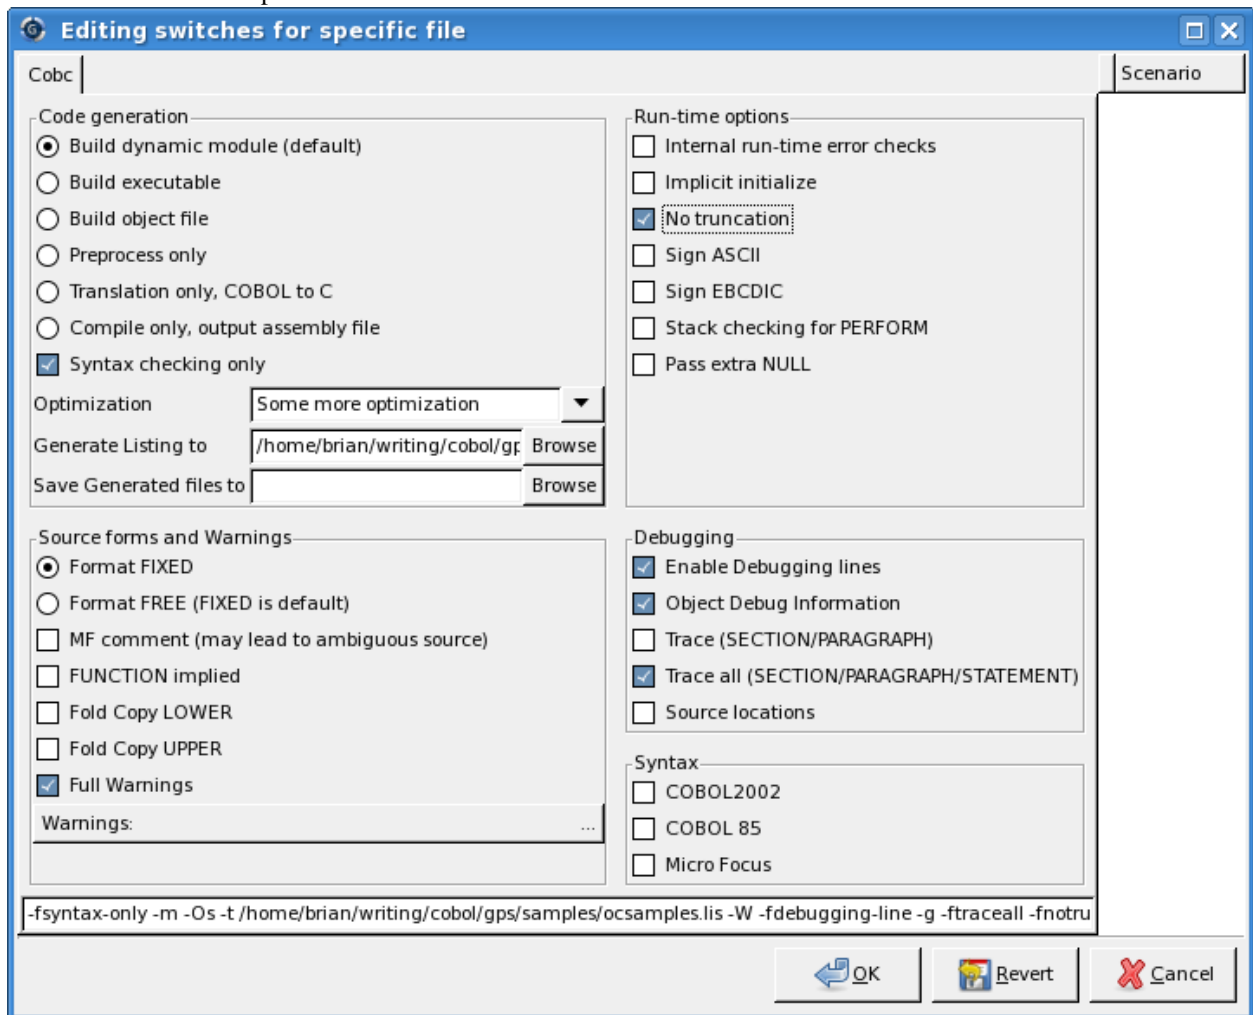 Editing switches for specific file
Cobc
Scenario
Code generation
Build dynamic module (default)
Build executable
Build object file
Preprocess only
Translation only, COBOL to C
Compile only, output assembly file
Syntax checking only
Optimization
Some more optimization
Generate Listing to
/home/brian/writing/cobol/gp
Browse
Save Generated files to
Browse
Run-time options
Internal run-time error checks
Implicit initialize
No truncation
Sign ASCII
Sign EBCDIC
Stack checking for PERFORM
Pass extra NULL
Source forms and Warnings
Format FIXED
Format FREE (FIXED is default)
MF comment (may lead to ambiguous source)
FUNCTION implied
Fold Copy LOWER
Fold Copy UPPER
Full Warnings
Warnings:
...
Debugging
Enable Debugging lines
Object Debug Information
Trace (SECTION/PARAGRAPH)
Trace all (SECTION/PARAGRAPH/STATEMENT)
Source locations
Syntax
COBOL2002
COBOL 85
Micro Focus
-fsyntax-only -m -Os -t /home/brian/writing/cobol/gps/samples/ocsamples.lis -W -fdebugging-line -g -ftraceall -fnotru
OK
Revert
Cancel